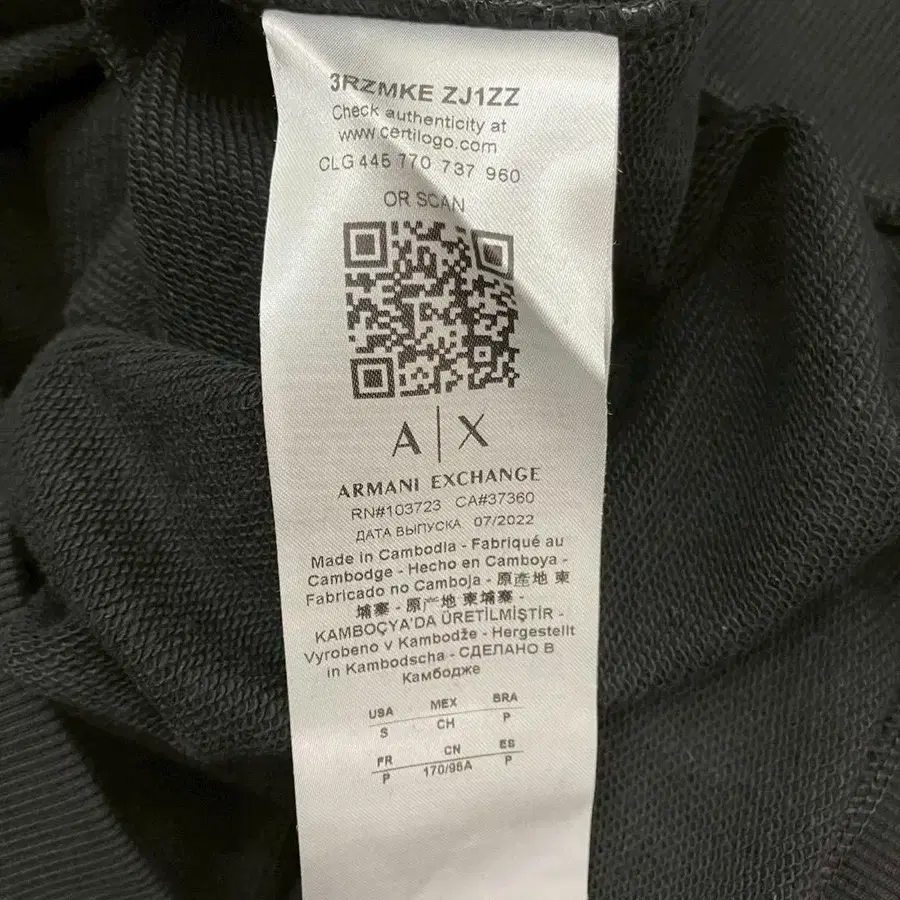 3RZMKE ZJ1ZZ
Check authenticity at
www.certilogo.com
CLG 446 770 737 960
OR SCAN
A|X
ARMANI EXCHANGE
RN#103723 CA#37360
ДАТА ВЫПУСКА 07/2022
Made in Cambodia - Fabriqué au
Cambodge - Hecho en Camboya -
Fabricado no Camboja - 原產地 柬
埔寨 - 原产地 柬埔寨 -
KAMBOÇYA'DA ÜRETİLMİŞTİR -
Vyrobeno v Kambodže - Hergestellt
in Kambodscha - СДЕЛАНО В
Камбодже
USA MEX BRA
S CH P
FR CN ES
P 170/96A P